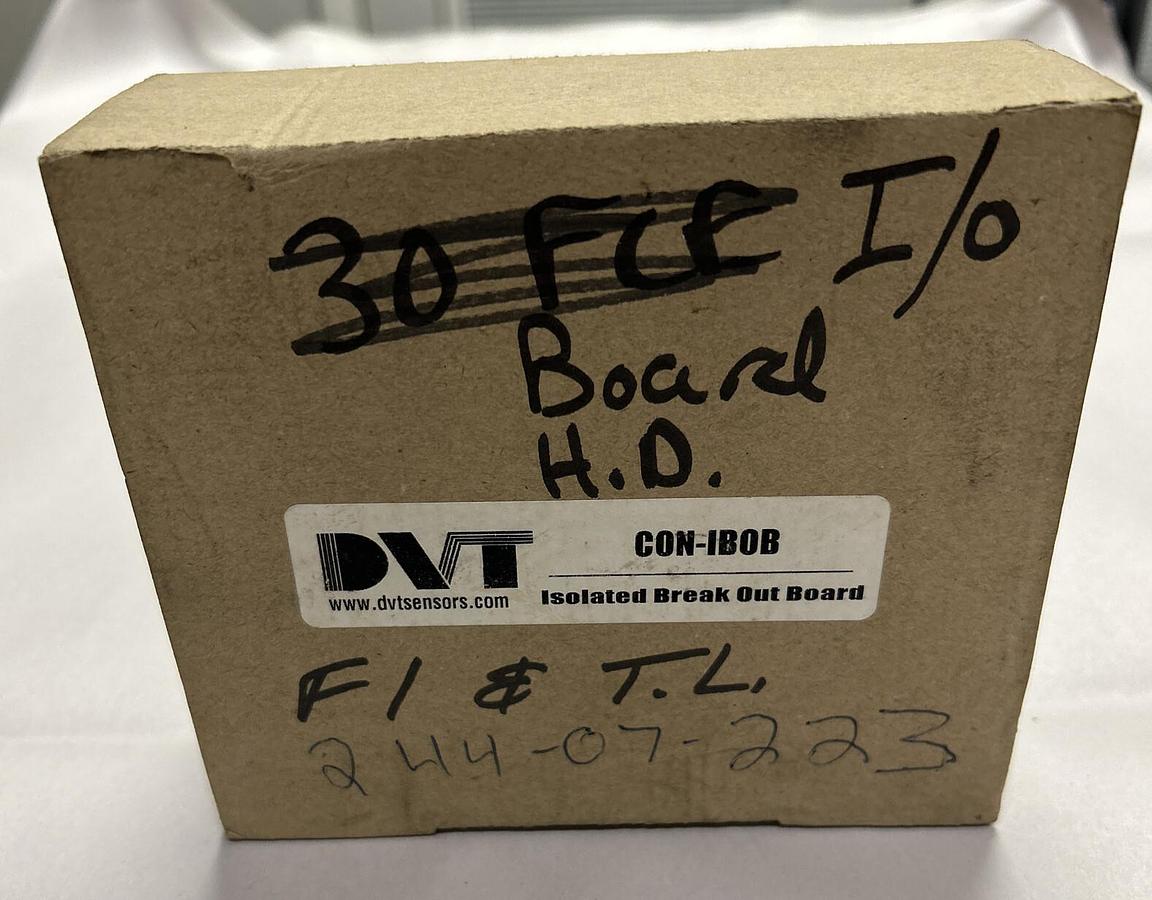 30 FCE I/o
Board
H.D.
DVT
www.dvtsensors.com
CON-IBOB
Isolated Break Out Board
F1 & T.L.
244-07-223